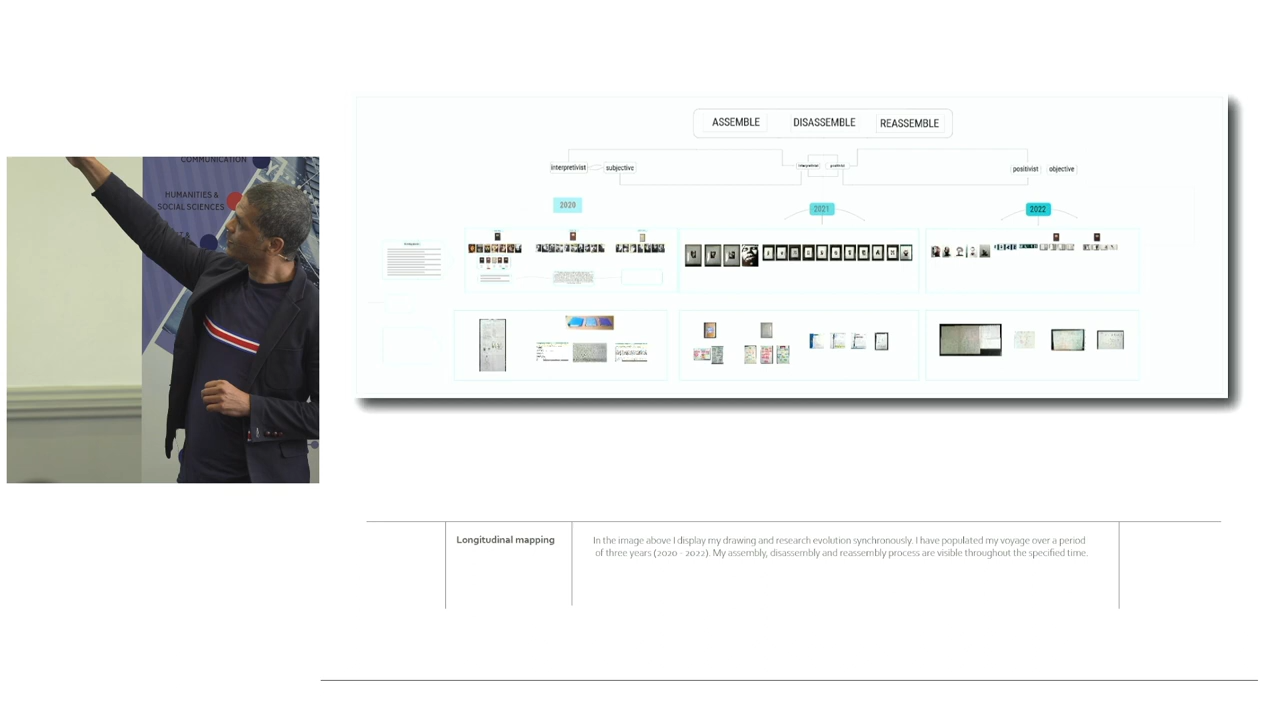 COMMUNICATION
HUMANITIES &
SOCIAL SCIENCES
ASSEMBLE DISASSEMBLE REASSEMBLE
interpretivist subjective
interpretivist positivist
positivist objective
2020
2021
2022
Longitudinal mapping
In the image above I display my drawing and research evolution synchronously. I have populated my voyage over a period
of three years (2020 - 2022). My assembly, disassembly and reassembly process are visible throughout the specified time.